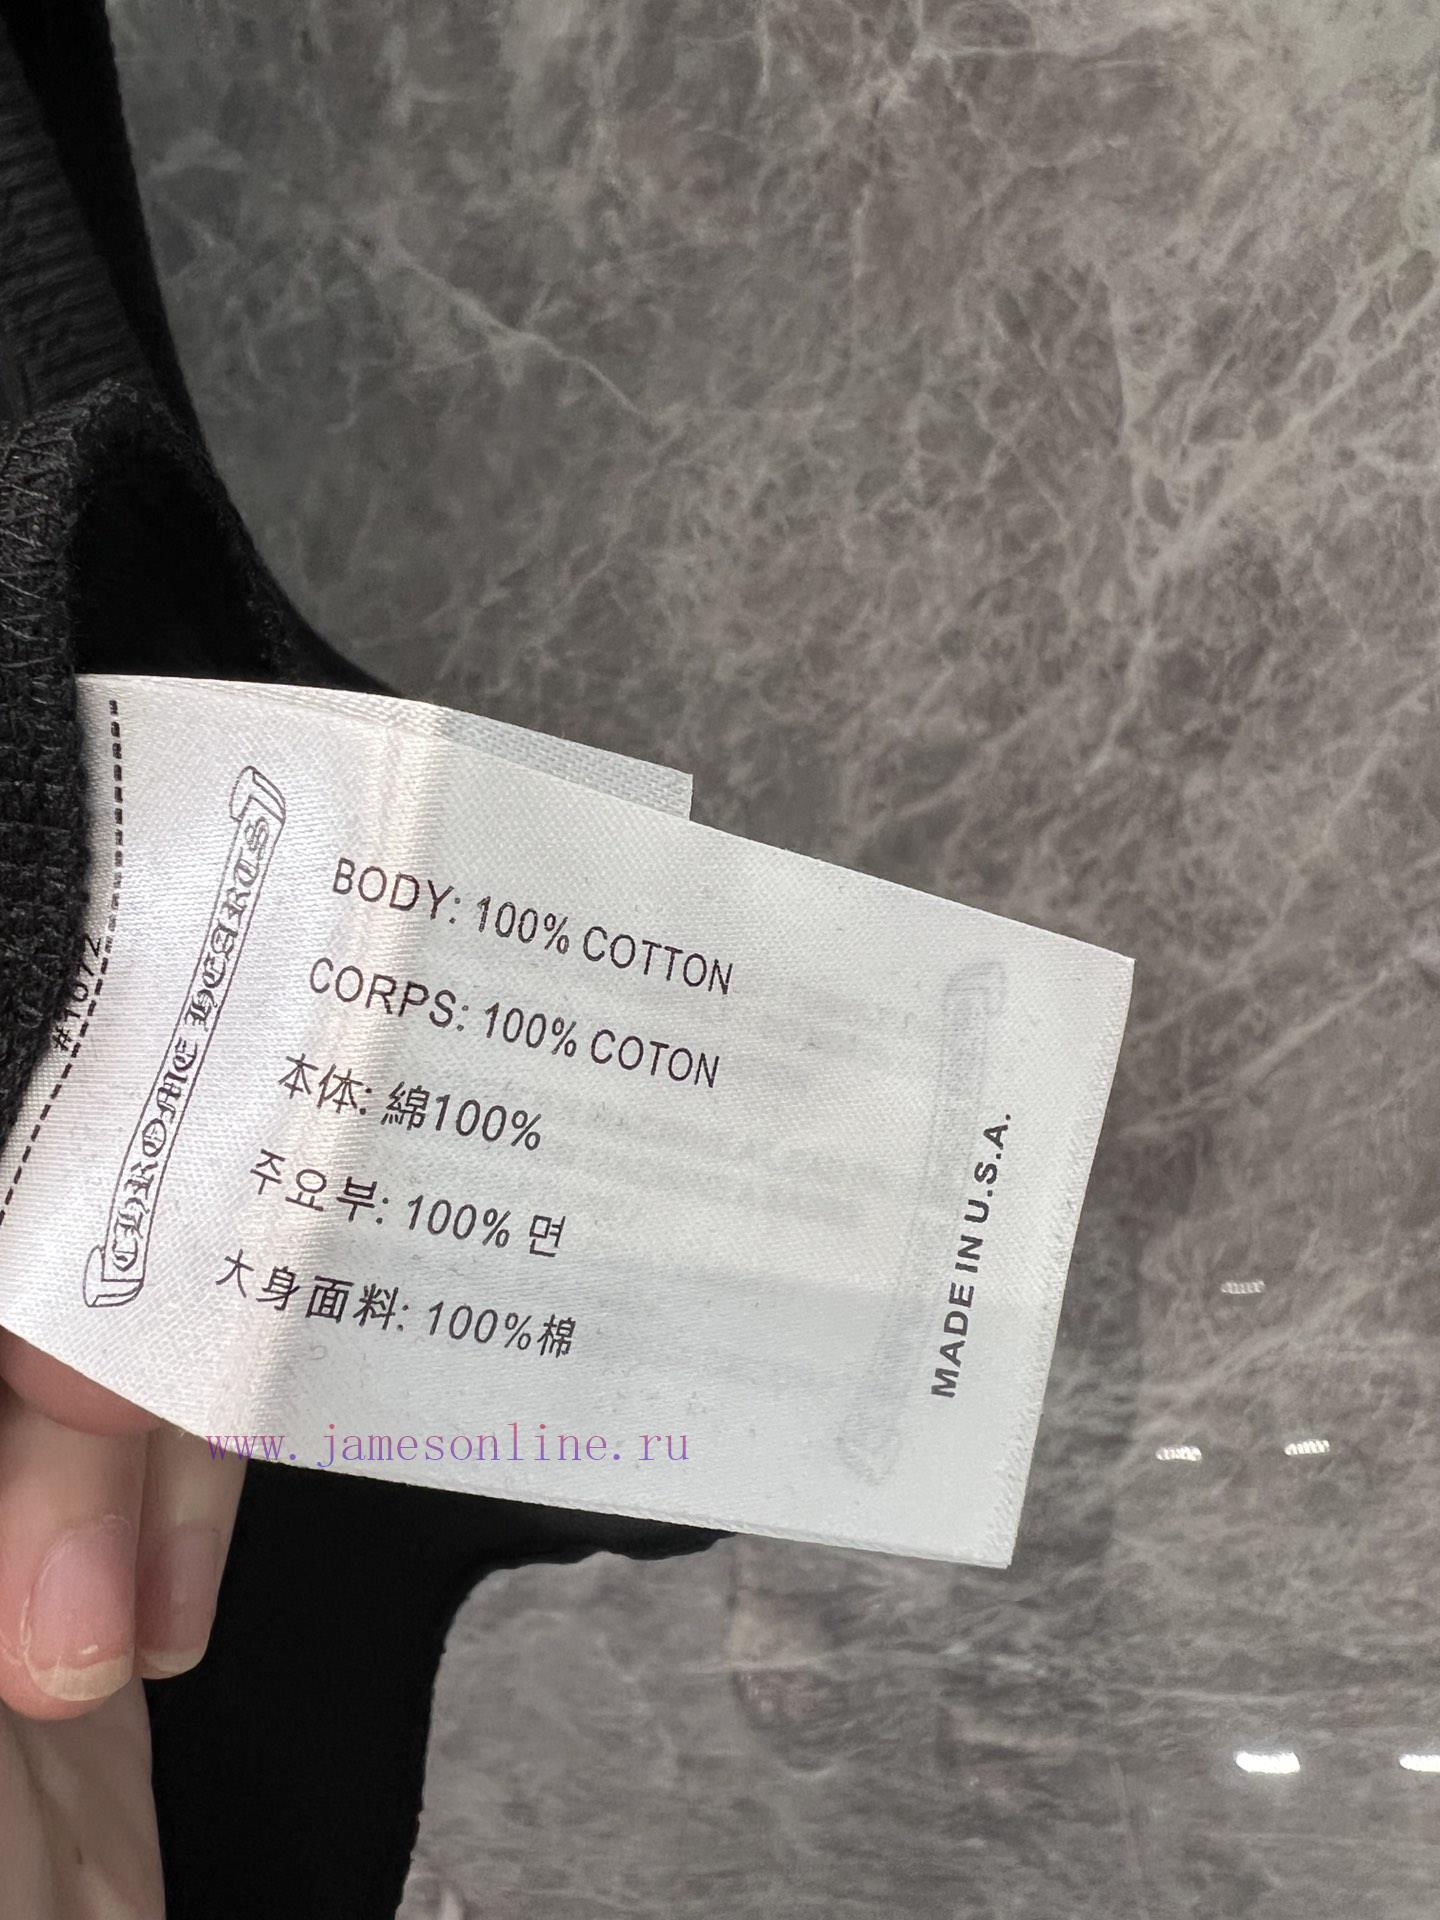 #1072
CHROME HEARTS
BODY: 100% COTTON
CORPS: 100% COTON
本体: 綿100%
주요부: 100% 면
大身面料: 100%棉
MADE IN U.S.A.
www.jamesonline.ru